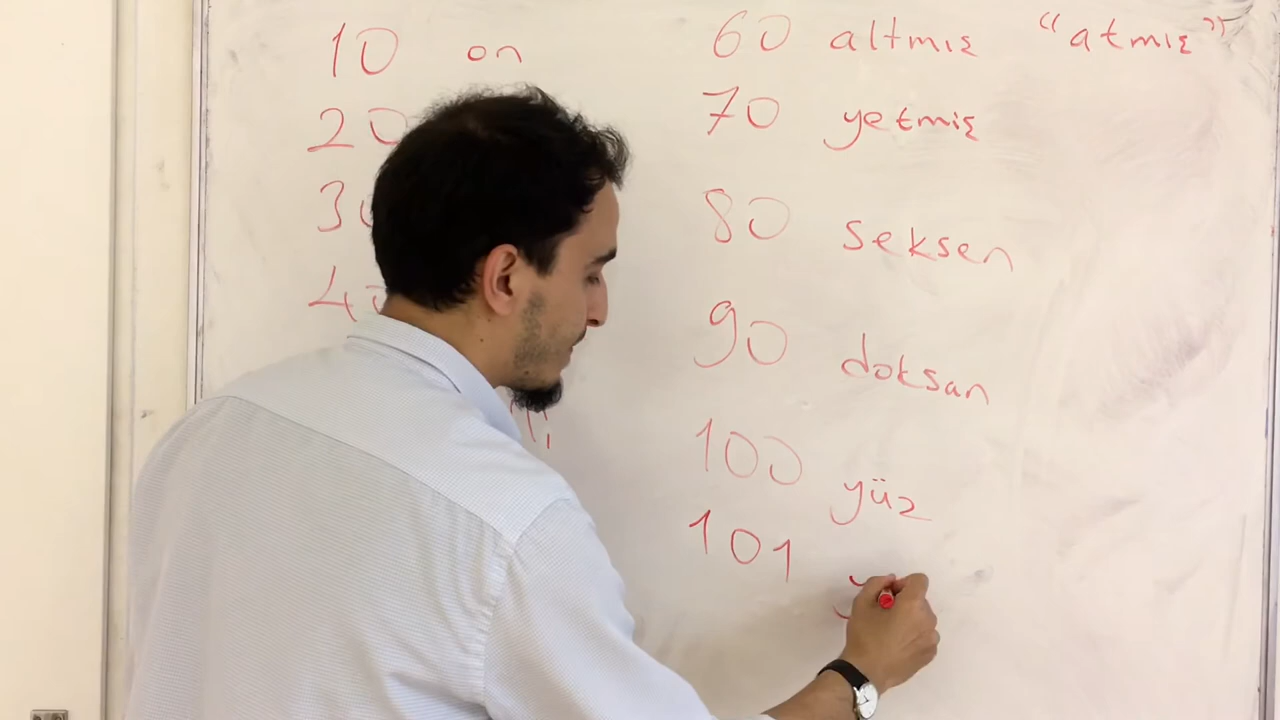 10 on
20
30
40
60 altmış "atmış"
70 yetmiş
80 seksen
90 doksan
100 yüz
101 y